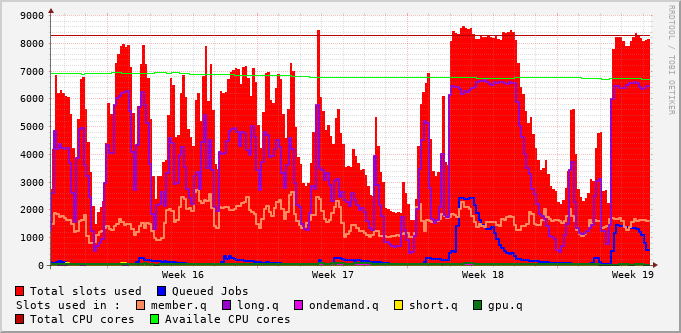 9000
8000
7000
6000
5000
4000
3000
2000
1000
0
Week 16 Week 17 Week 18 Week 19
RRDTOOL / TOBI OETIKER
Total slots used Queued Jobs
Slots used in : member.q long.q ondemand.q short.q gpu.q
Total CPU cores Availale CPU cores